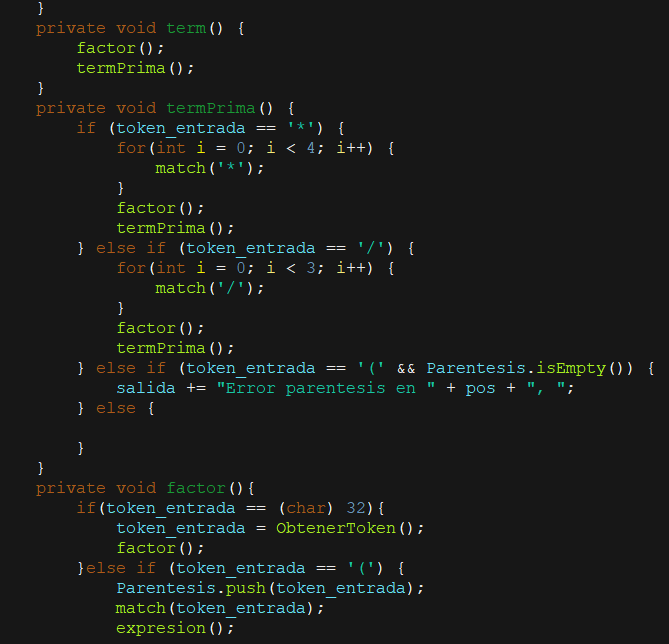 }
private void term() {
factor();
termPrima();
}
private void termPrima() {
if (token_entrada == '*') {
for(int i = 0; i < 4; i++) {
match('*');
}
factor();
termPrima();
} else if (token_entrada == '/') {
for(int i = 0; i < 3; i++) {
match('/');
}
factor();
termPrima();
} else if (token_entrada == '(' && Parentesis.isEmpty()) {
salida += "Error parentesis en " + pos + ", ";
} else {
}
}
private void factor(){
if(token_entrada == (char) 32){
token_entrada = ObtenerToken();
factor();
}else if (token_entrada == '(') {
Parentesis.push(token_entrada);
match(token_entrada);
expresion();